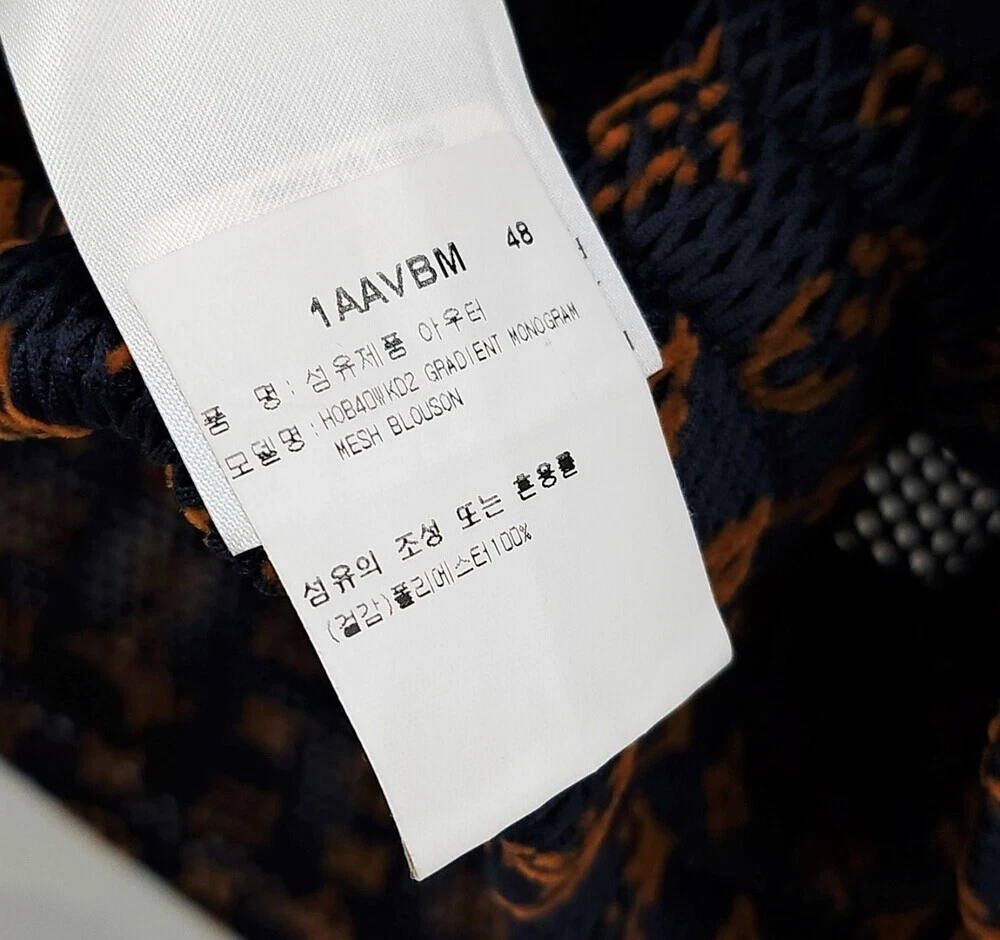 1AAVBM 48
품 명 : 섬유제품 아우터
모델명 : HOB40WKD2 GRADIENT MONOGRAM
MESH BLOUSON
섬유의 조성 또는 혼용률
(겉감)폴리에스터100%